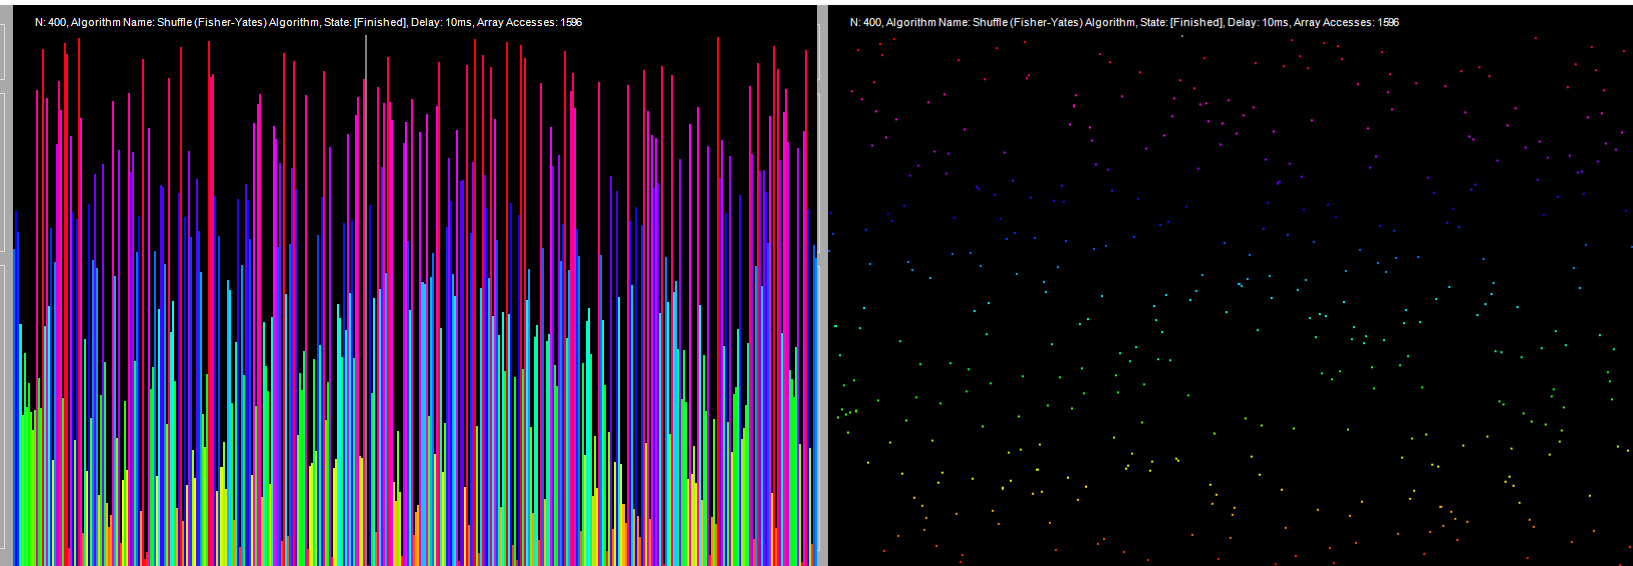 N: 400, Algorithm Name: Shuffle (Fisher-Yates) Algorithm, State: [Finished], Delay: 10ms, Array Accesses: 1596
N: 400, Algorithm Name: Shuffle (Fisher-Yates) Algorithm, State: [Finished], Delay: 10ms, Array Accesses: 1596